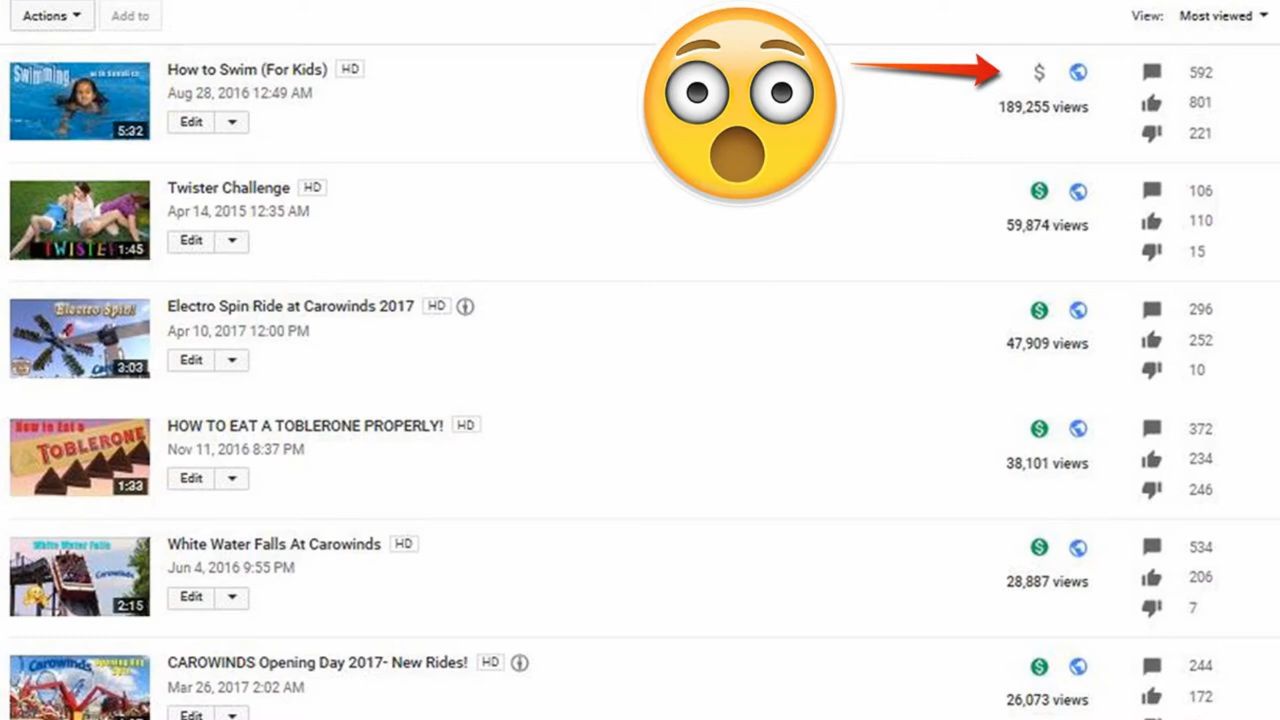 Actions
Add to
View: Most viewed
Swimming
5:32
How to Swim (For Kids) HD
Aug 28, 2016 12:49 AM
Edit
$
189,255 views
592
801
221
TWISTER
1:45
Twister Challenge HD
Apr 14, 2015 12:35 AM
Edit
$
59,874 views
106
110
15
Electro Spin!
3:03
Electro Spin Ride at Carowinds 2017 HD
Apr 10, 2017 12:00 PM
Edit
$
47,909 views
296
252
10
How to Eat a
TOBLERONE
1:33
HOW TO EAT A TOBLERONE PROPERLY! HD
Nov 11, 2016 8:37 PM
Edit
$
38,101 views
372
234
246
White Water Falls
Carowinds
2:15
White Water Falls At Carowinds HD
Jun 4, 2016 9:55 PM
Edit
$
28,887 views
534
206
7
Carowinds
CAROWINDS Opening Day 2017- New Rides! HD
Mar 26, 2017 2:02 AM
Edit
$
26,073 views
244
172